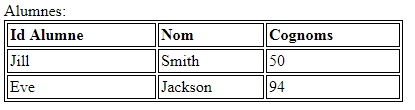 Alumnes:
Id Alumne Nom Cognoms
Jill Smith 50
Eve Jackson 94